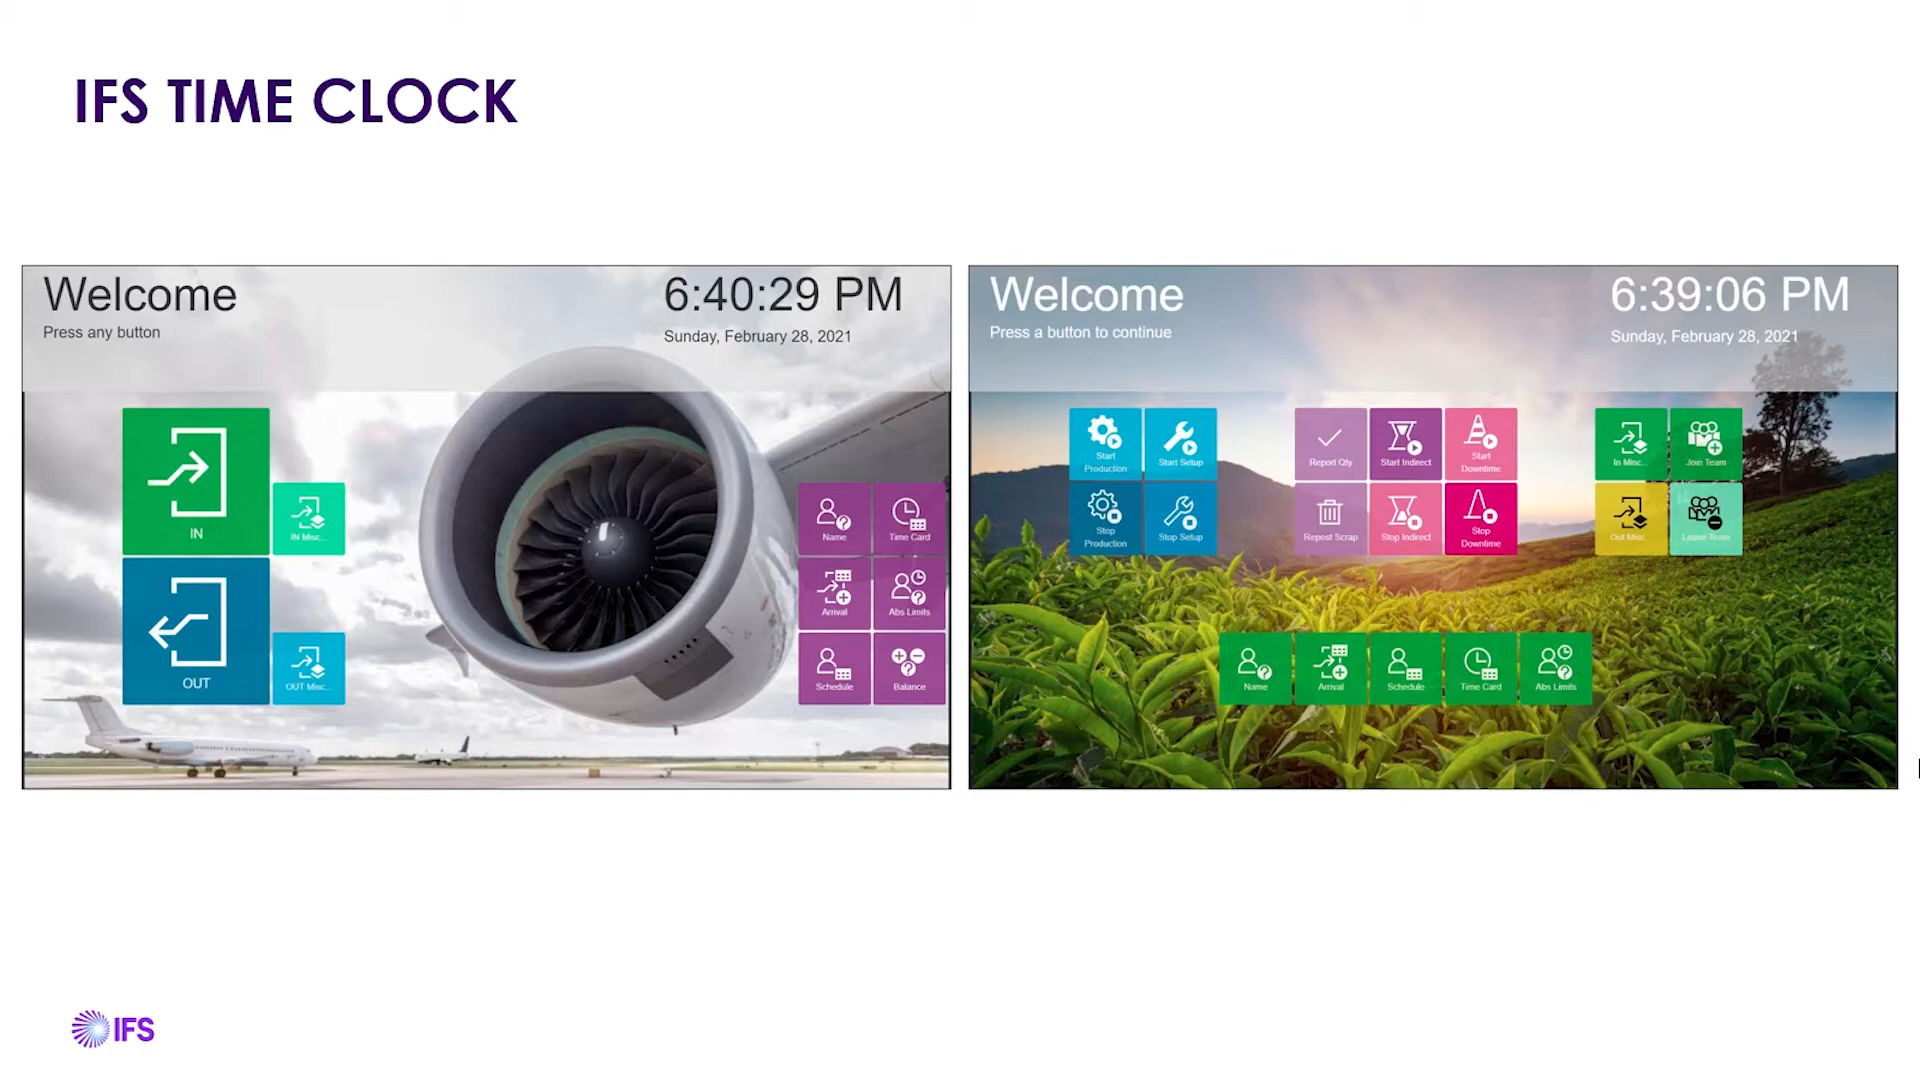 IFS TIME CLOCK
Welcome
Press any button
6:40:29 PM
Sunday, February 28, 2021
IN
IN Misc...
OUT
OUT Misc...
Name
Time Card
Arrival
Abs Limits
Schedule
Balance
Welcome
Press a button to continue
6:39:06 PM
Sunday, February 28, 2021
Start
Production
Start Setup
Stop
Production
Stop Setup
Report Qty
Start Indirect
Start
Downtime
Repost Scrap
Stop Indirect
Stop
Downtime
In Misc...
Join Team
Out Misc...
Leave Team
Name
Arrival
Schedule
Time Card
Abs Limits
IFS